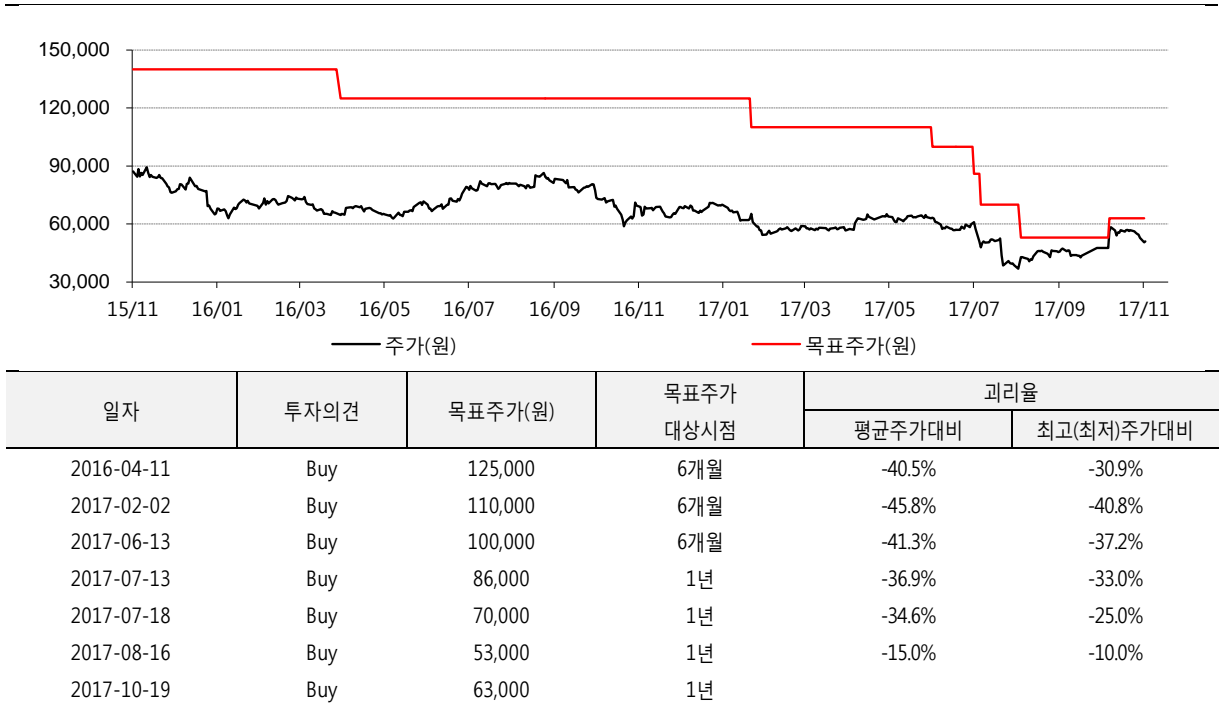 150,000
120,000
90,000
60,000
30,000
15/11 16/01 16/03 16/05 16/07 16/09 16/11 17/01 17/03 17/05 17/07 17/09 17/11
주가(원) 목표주가(원)
일자 투자의견 목표주가(원) 목표주가 대상시점 괴리율
평균주가대비 최고(최저)주가대비
2016-04-11 Buy 125,000 6개월 -40.5% -30.9%
2017-02-02 Buy 110,000 6개월 -45.8% -40.8%
2017-06-13 Buy 100,000 6개월 -41.3% -37.2%
2017-07-13 Buy 86,000 1년 -36.9% -33.0%
2017-07-18 Buy 70,000 1년 -34.6% -25.0%
2017-08-16 Buy 53,000 1년 -15.0% -10.0%
2017-10-19 Buy 63,000 1년